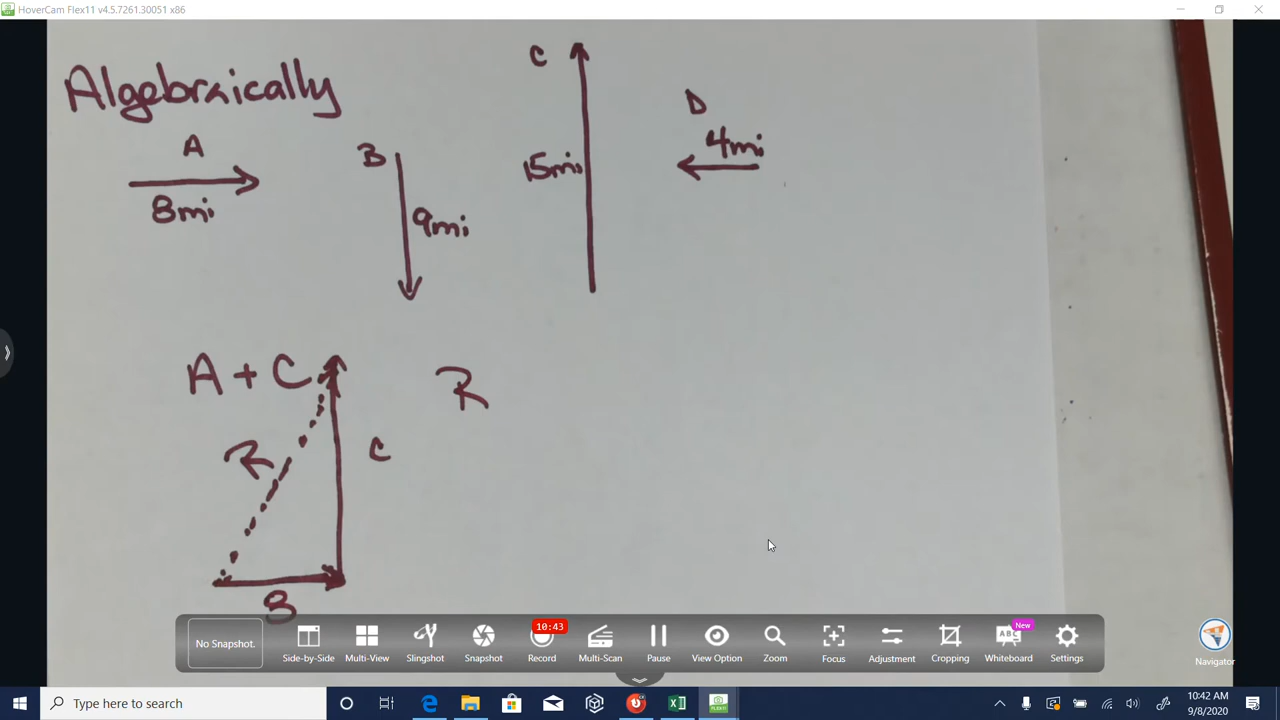 HoverCam Flex11 v4.5.7261.30051 x86
Algebraically
A
8mi
B
9mi
C
15mi
D
4mi
A + C
R
R
C
8
No Snapshot.
Side-by-Side
Multi-View
Slingshot
Snapshot
10:43
Record
Multi-Scan
Pause
View Option
Zoom
Focus
Adjustment
Cropping
New
ABC
Whiteboard
Settings
Navigator
Type here to search
FLEX11
10:42 AM
9/8/2020